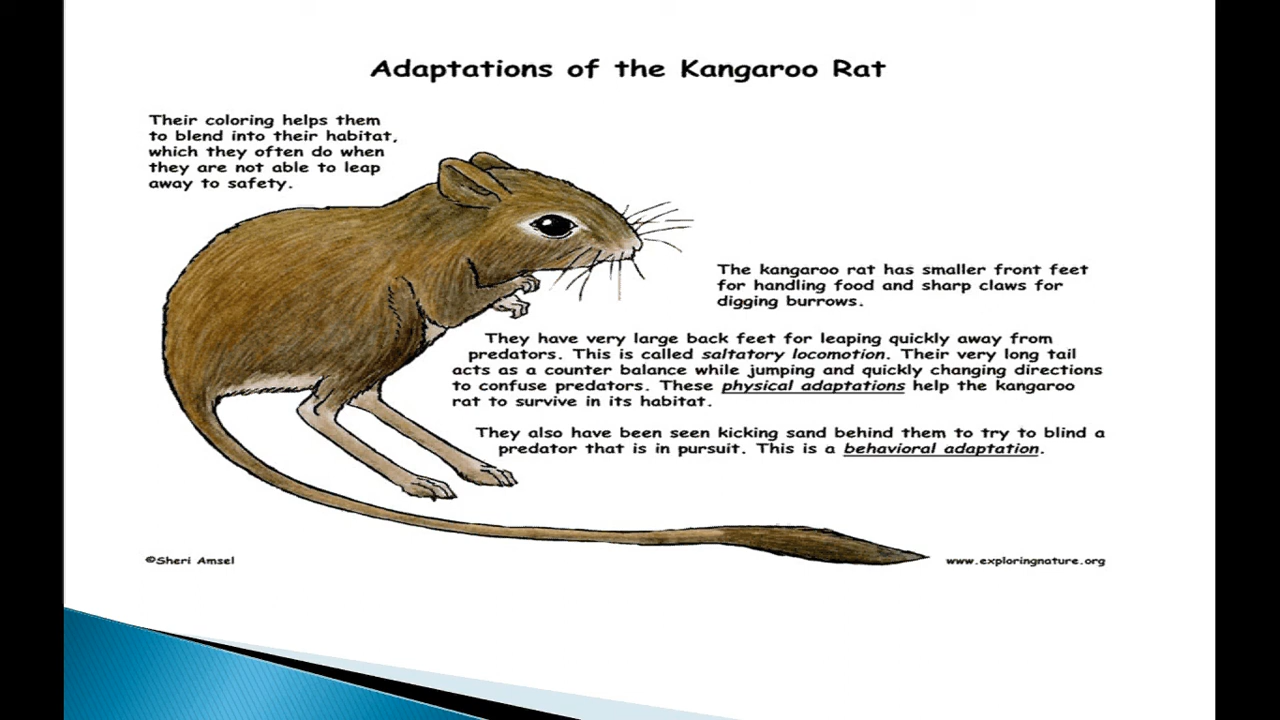 Adaptations of the Kangaroo Rat
Their coloring helps them
to blend into their habitat,
which they often do when
they are not able to leap
away to safety.
The kangaroo rat has smaller front feet
for handling food and sharp claws for
digging burrows.
They have very large back feet for leaping quickly away from
predators. This is called saltatory locomotion. Their very long tail
acts as a counter balance while jumping and quickly changing directions
to confuse predators. These physical adaptations help the kangaroo
rat to survive in its habitat.
They also have been seen kicking sand behind them to try to blind a
predator that is in pursuit. This is a behavioral adaptation.
©Sheri Amsel
www.exploringnature.org